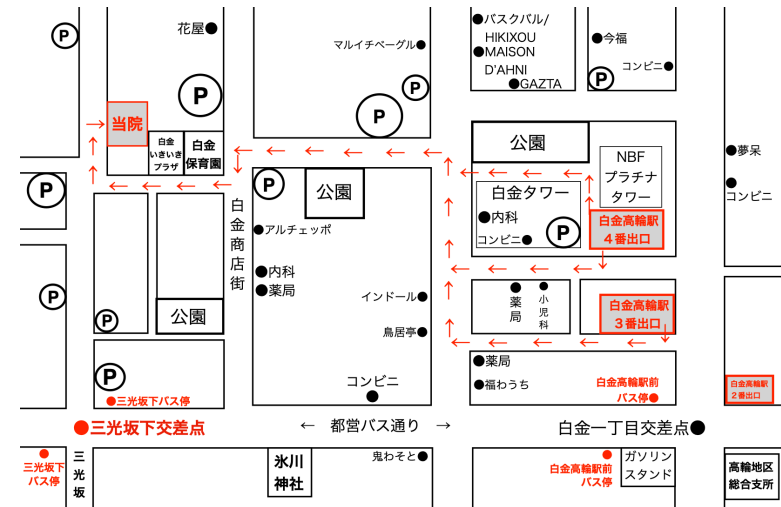 P
花屋
P
当院
白金
いきいき
プラザ
白金
保育園
マルイチベーグル
P
P
バスクバル/
HIKIXOU
MAISON
D'AHNI
GAZTA
今福
コンビニ
P
公園
NBF
プラチナ
タワー
白金タワー
内科
コンビニ
P
白金高輪駅
4番出口
夢呆
コンビニ
P
P
公園
白金商店街
アルチェッポ
内科
薬局
インドール
鳥居亭
コンビニ
薬局
小児科
白金高輪駅
3番出口
P
P
公園
P
三光坂下バス停
薬局
福わうち
白金高輪駅前
バス停
白金高輪駅
2番出口
三光坂下交差点
← 都営バス通り →
白金一丁目交差点
三光坂下
バス停
三光坂
氷川
神社
鬼わそと
白金高輪駅前
バス停
ガソリン
スタンド
高輪地区
総合支所